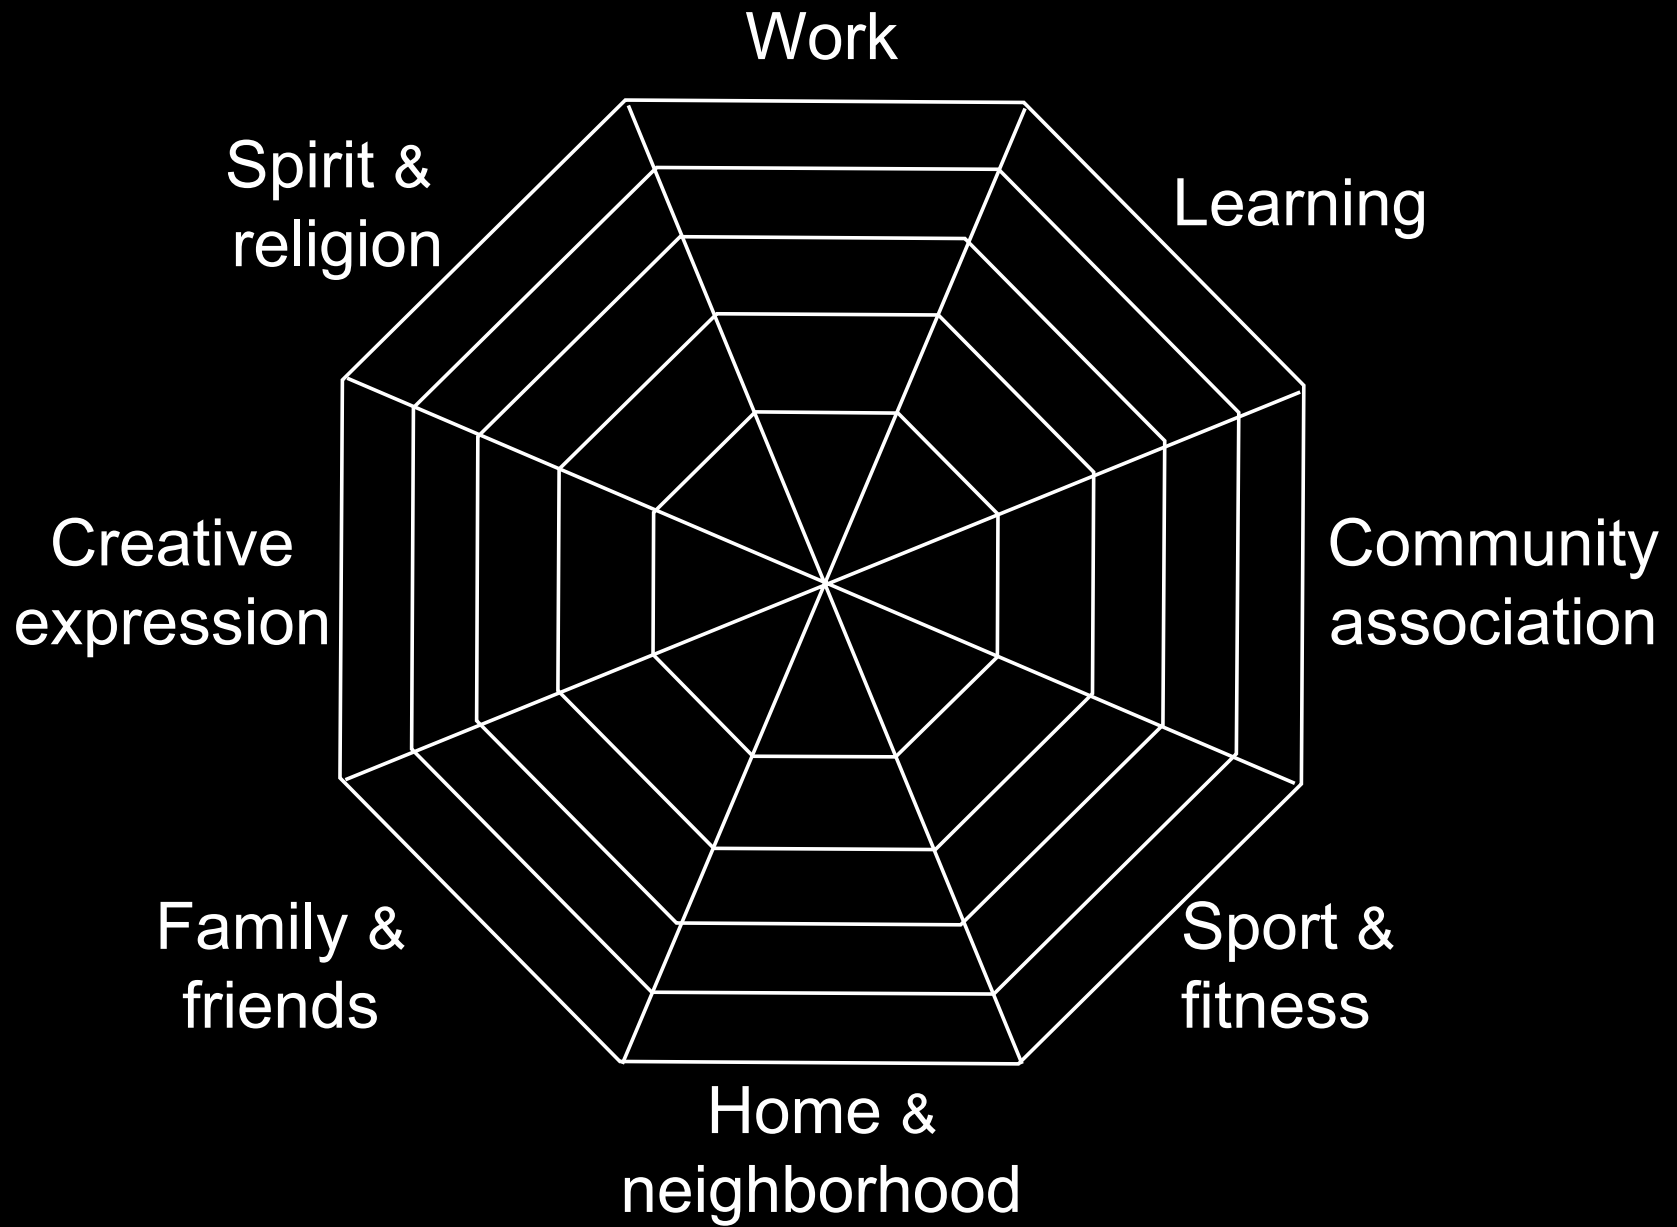 Work
Spirit &
religion
Learning
Creative
expression
Community
association
Family &
friends
Sport &
fitness
Home &
neighborhood